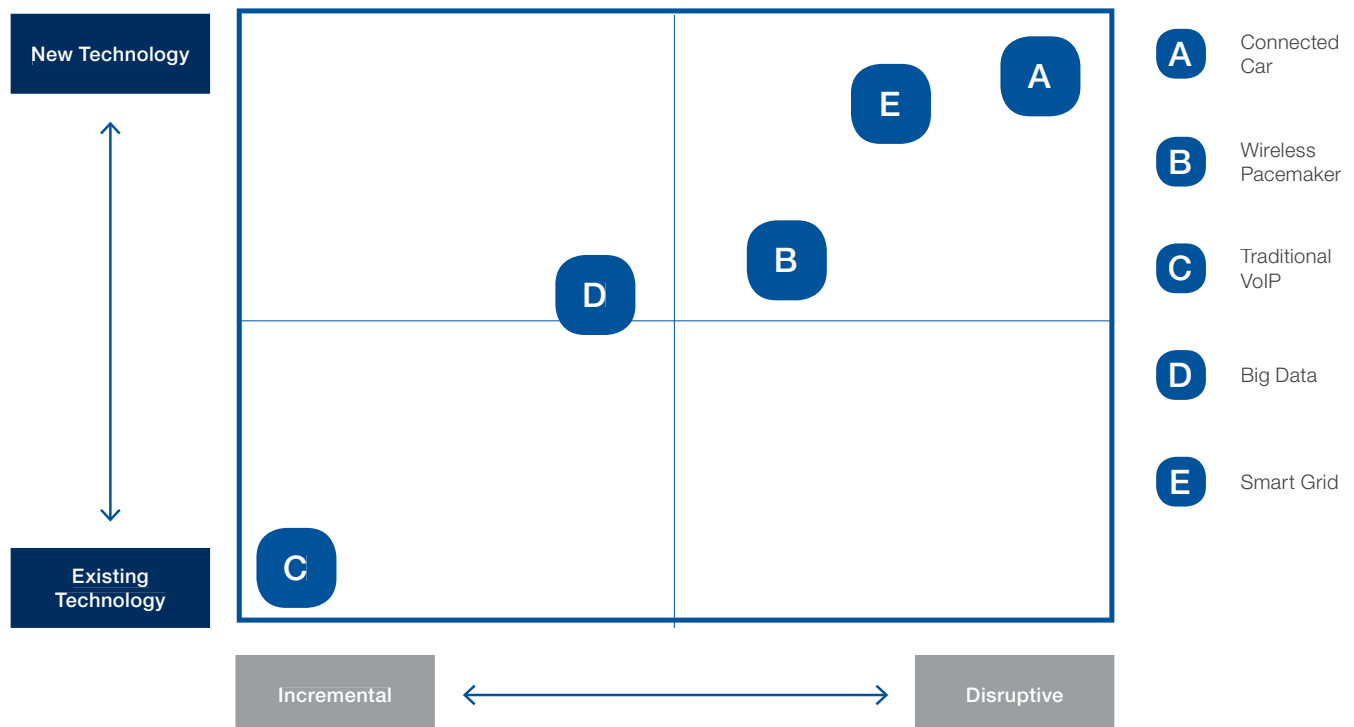 New Technology
A
E
B
D
C
Existing
Technology
Incremental
Disruptive
A
Connected
Car
B
Wireless
Pacemaker
C
Traditional
VoIP
D
Big Data
E
Smart Grid